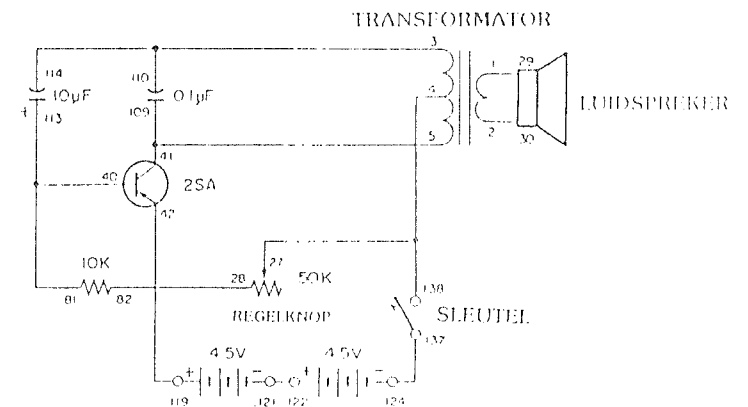 TRANSFORMATOR
3
114
110
1
29
10µF
0.1µF
4
LUIDSPREKER
+
113
109
5
2
30
41
40
2SA
42
27
10K
28
50K
138
81
82
REGELKNOP
SLEUTEL
137
4.5V
4.5V
+
-
+
-
119
121
122
124